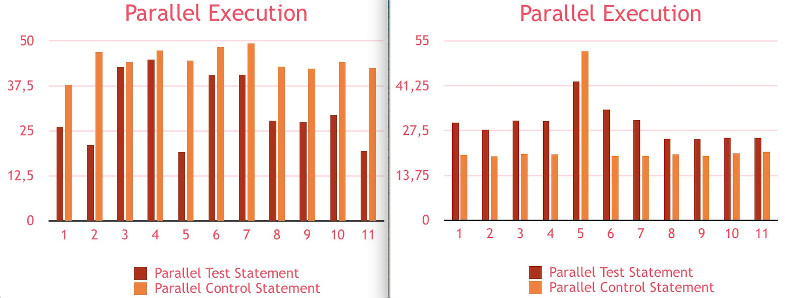 Parallel Execution
50
37,5
25
12,5
0
1 2 3 4 5 6 7 8 9 10 11
Parallel Test Statement
Parallel Control Statement
Parallel Execution
55
41,25
27,5
13,75
0
1 2 3 4 5 6 7 8 9 10 11
Parallel Test Statement
Parallel Control Statement